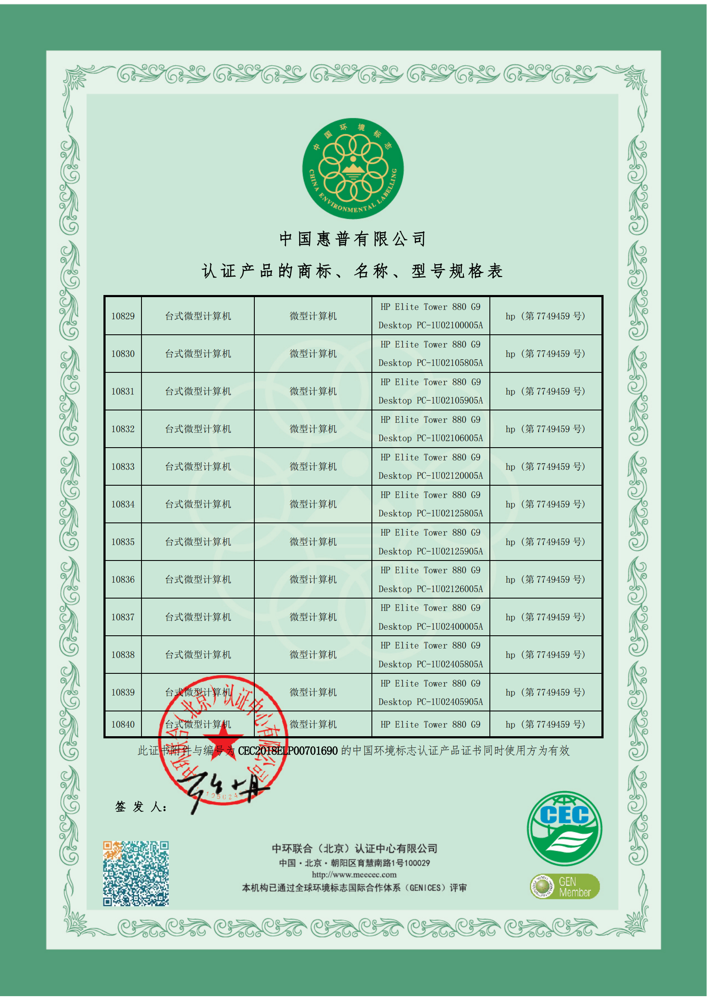 中国环境标志
CHINA ENVIRONMENTAL LABELLING
中国惠普有限公司
认证产品的商标、名称、型号规格表
10829 台式微型计算机 微型计算机 HP Elite Tower 880 G9 Desktop PC-1U02100005A hp（第 7749459 号）
10830 台式微型计算机 微型计算机 HP Elite Tower 880 G9 Desktop PC-1U02105805A hp（第 7749459 号）
10831 台式微型计算机 微型计算机 HP Elite Tower 880 G9 Desktop PC-1U02105905A hp（第 7749459 号）
10832 台式微型计算机 微型计算机 HP Elite Tower 880 G9 Desktop PC-1U02106005A hp（第 7749459 号）
10833 台式微型计算机 微型计算机 HP Elite Tower 880 G9 Desktop PC-1U02120005A hp（第 7749459 号）
10834 台式微型计算机 微型计算机 HP Elite Tower 880 G9 Desktop PC-1U02125805A hp（第 7749459 号）
10835 台式微型计算机 微型计算机 HP Elite Tower 880 G9 Desktop PC-1U02125905A hp（第 7749459 号）
10836 台式微型计算机 微型计算机 HP Elite Tower 880 G9 Desktop PC-1U02126005A hp（第 7749459 号）
10837 台式微型计算机 微型计算机 HP Elite Tower 880 G9 Desktop PC-1U02400005A hp（第 7749459 号）
10838 台式微型计算机 微型计算机 HP Elite Tower 880 G9 Desktop PC-1U02405805A hp（第 7749459 号）
10839 台式微型计算机 微型计算机 HP Elite Tower 880 G9 Desktop PC-1U02405905A hp（第 7749459 号）
10840 台式微型计算机 微型计算机 HP Elite Tower 880 G9 hp（第 7749459 号）
此证书附件与编号为 CEC2018ELP00701690 的中国环境标志认证产品证书同时使用方为有效
中环联合（北京）认证中心有限公司
签 发 人：
CEC
中环联合（北京）认证中心有限公司
中国・北京・朝阳区育慧南路1号100029
http://www.meecec.com
本机构已通过全球环境标志国际合作体系（GENICES）评审
GEN
Member